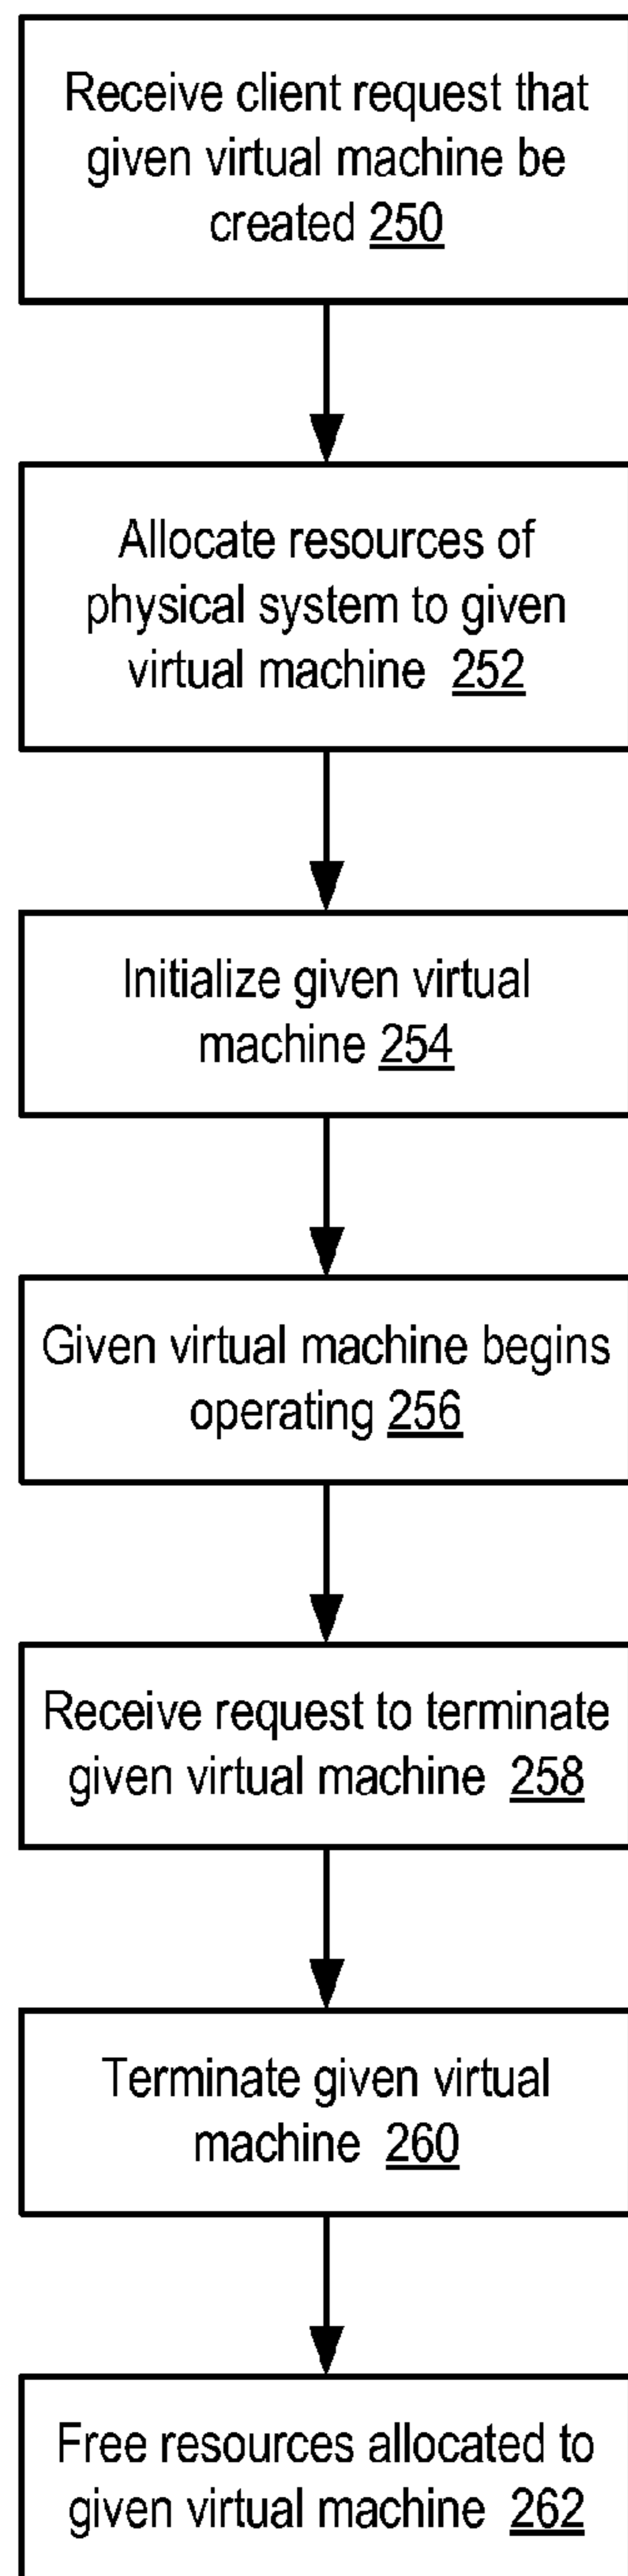 Receive client request that
given virtual machine be
created 250
Allocate resources of
physical system to given
virtual machine 252
Initialize given virtual
machine 254
Given virtual machine begins
operating 256
Receive request to terminate
given virtual machine 258
Terminate given virtual
machine 260
Free resources allocated to
given virtual machine 262